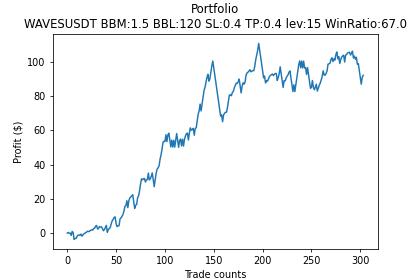 Portfolio
WAVESUSDT BBM:1.5 BBL:120 SL:0.4 TP:0.4 lev:15 WinRatio:67.0
Profit ($)
100
80
60
40
20
0
0 50 100 150 200 250 300
Trade counts